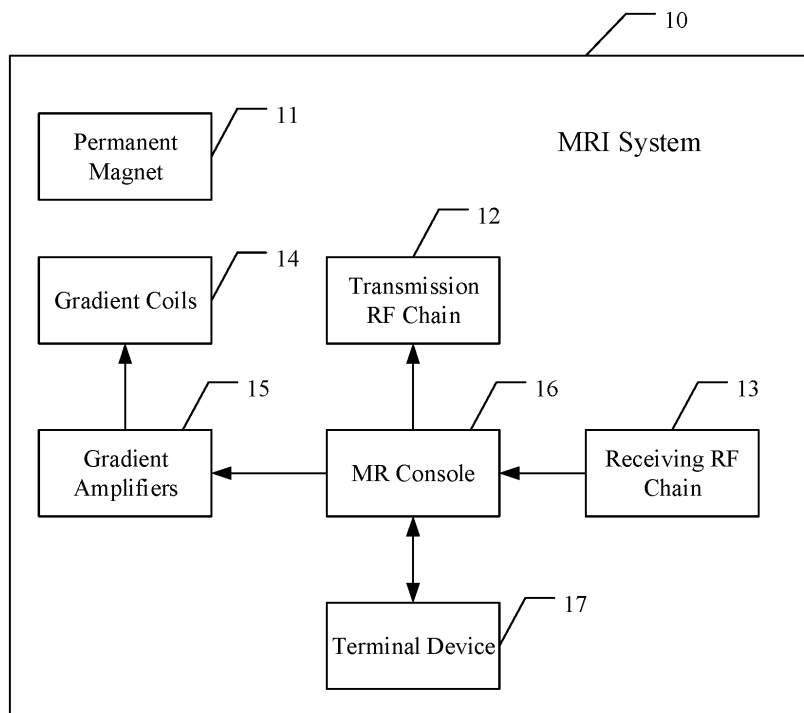 10
11
Permanent
Magnet
MRI System
12
14
Gradient Coils
Transmission
RF Chain
15
16
13
Gradient
Amplifiers
MR Console
Receiving RF
Chain
Terminal Device
17